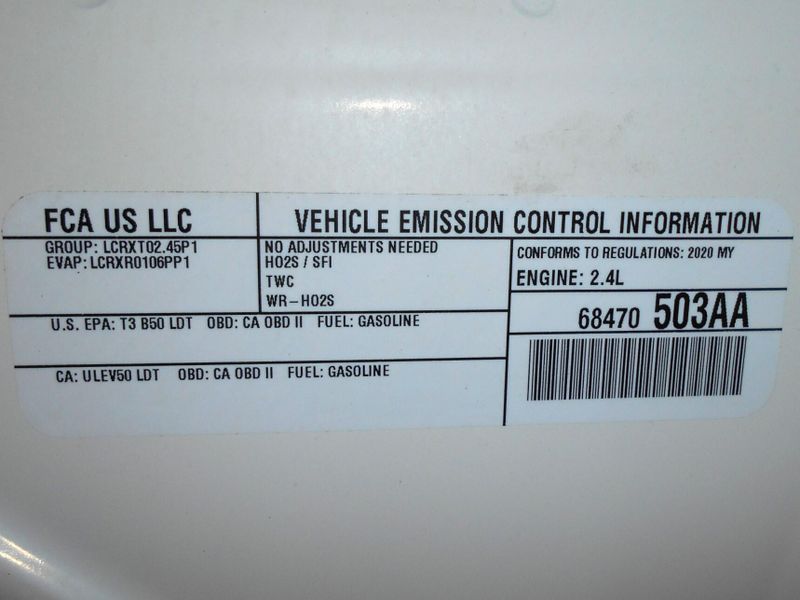 FCA US LLC
VEHICLE EMISSION CONTROL INFORMATION
GROUP: LCRXT02.45P1
EVAP: LCRXR0106PP1
NO ADJUSTMENTS NEEDED
HO2S / SFI
TWC
WR-HO2S
CONFORMS TO REGULATIONS: 2020 MY
ENGINE: 2.4L
68470 503AA
U.S. EPA: T3 B50 LDT OBD: CA OBD II FUEL: GASOLINE
CA: ULEV50 LDT OBD: CA OBD II FUEL: GASOLINE